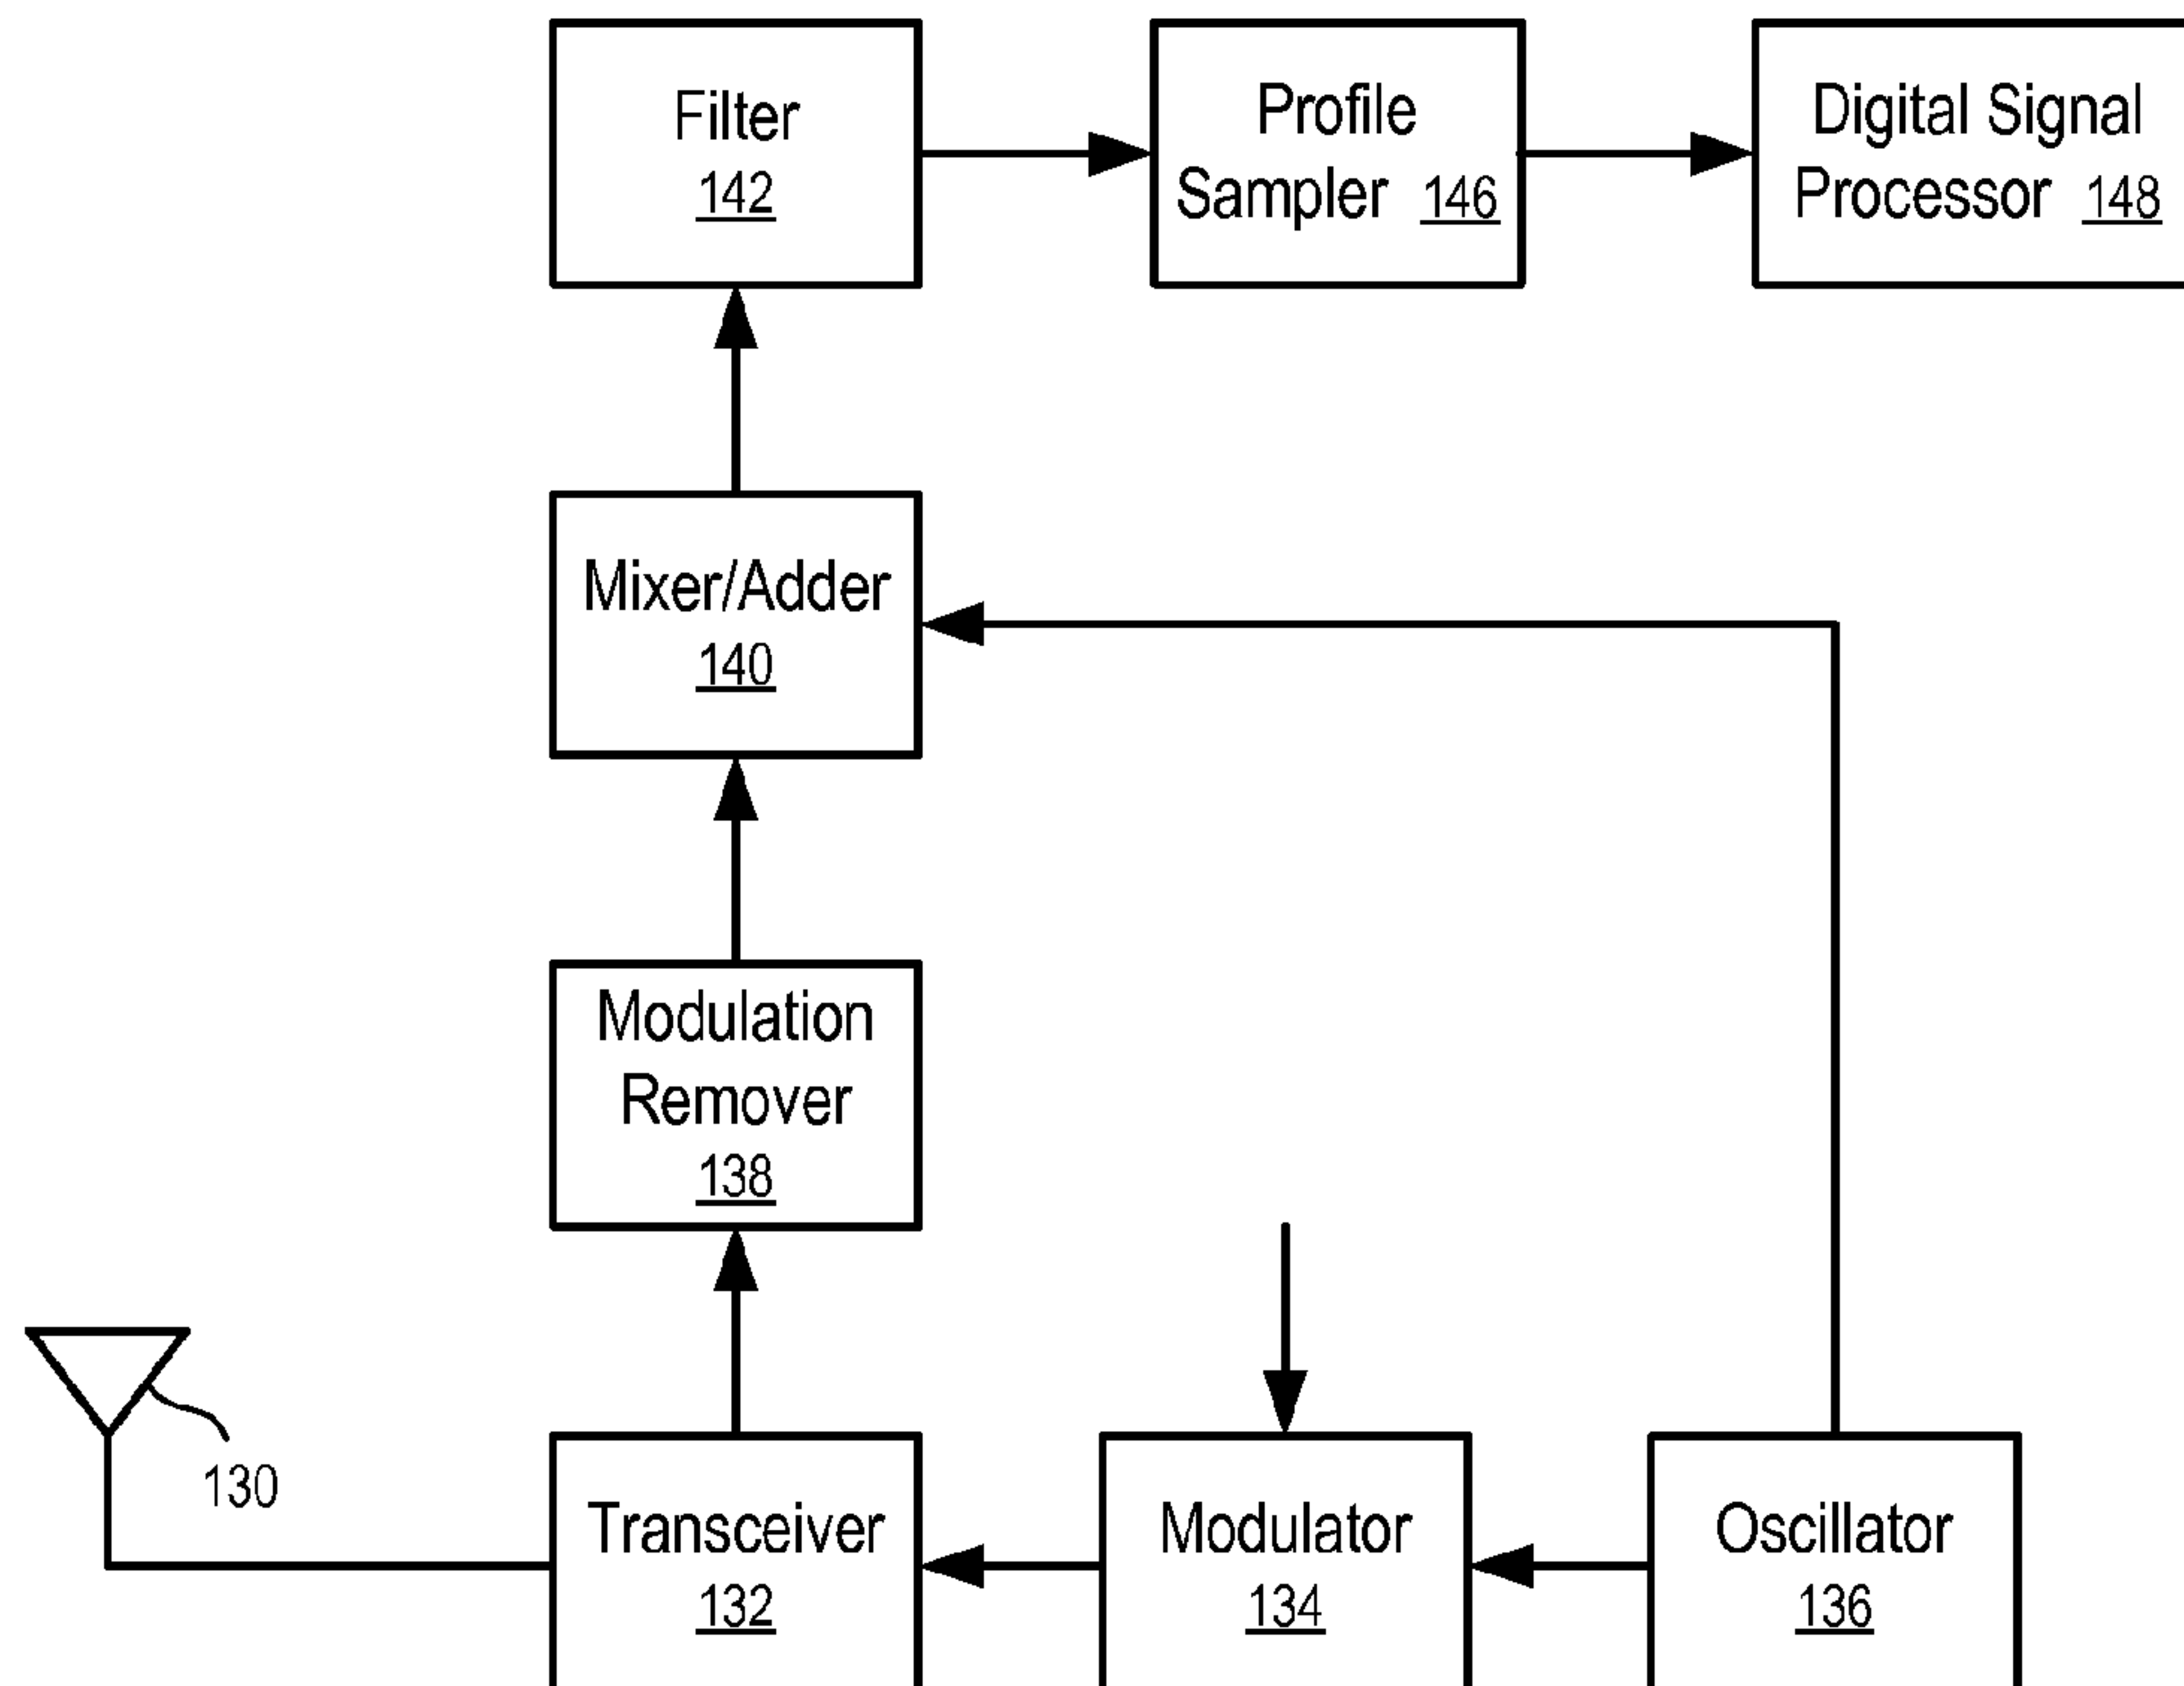 Filter
142
Profile
Sampler 146
Digital Signal
Processor 148
Mixer/Adder
140
Modulation
Remover
138
130
Transceiver
132
Modulator
134
Oscillator
136